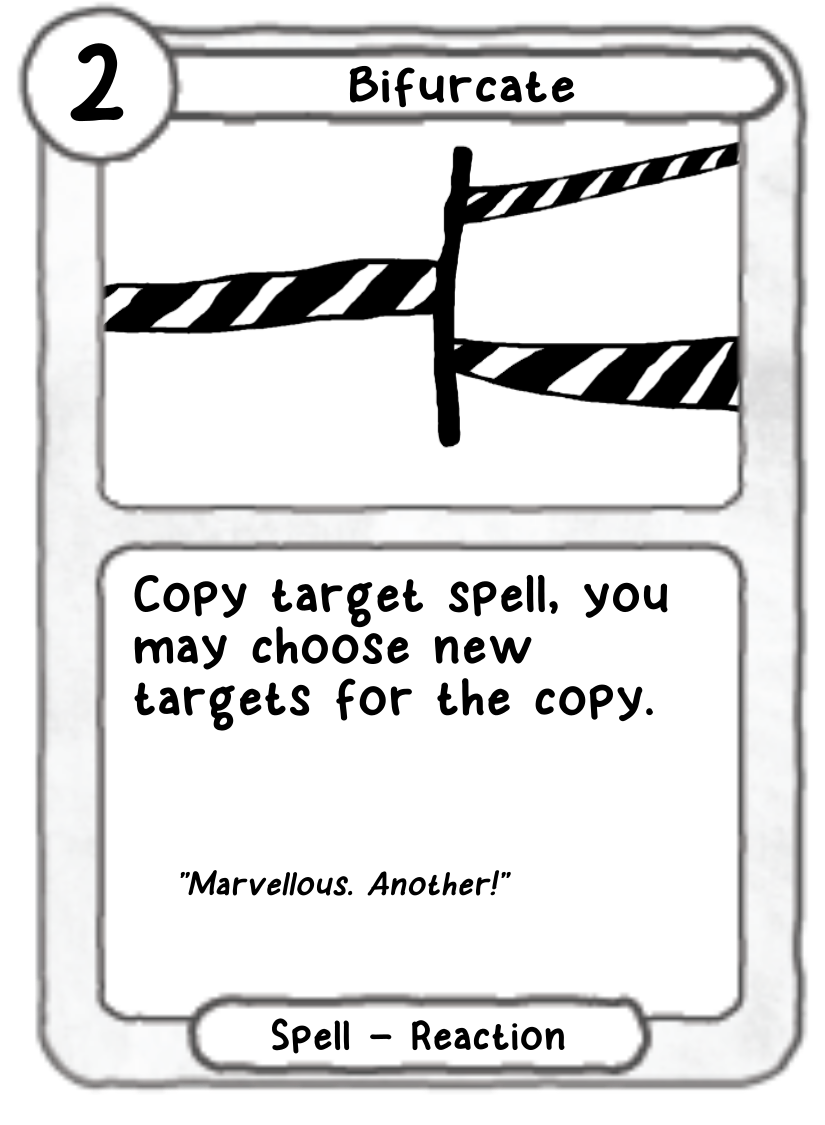 2
Bifurcate
Copy target spell, you
may choose new
targets for the copy.
"Marvellous. Another!"
Spell – Reaction